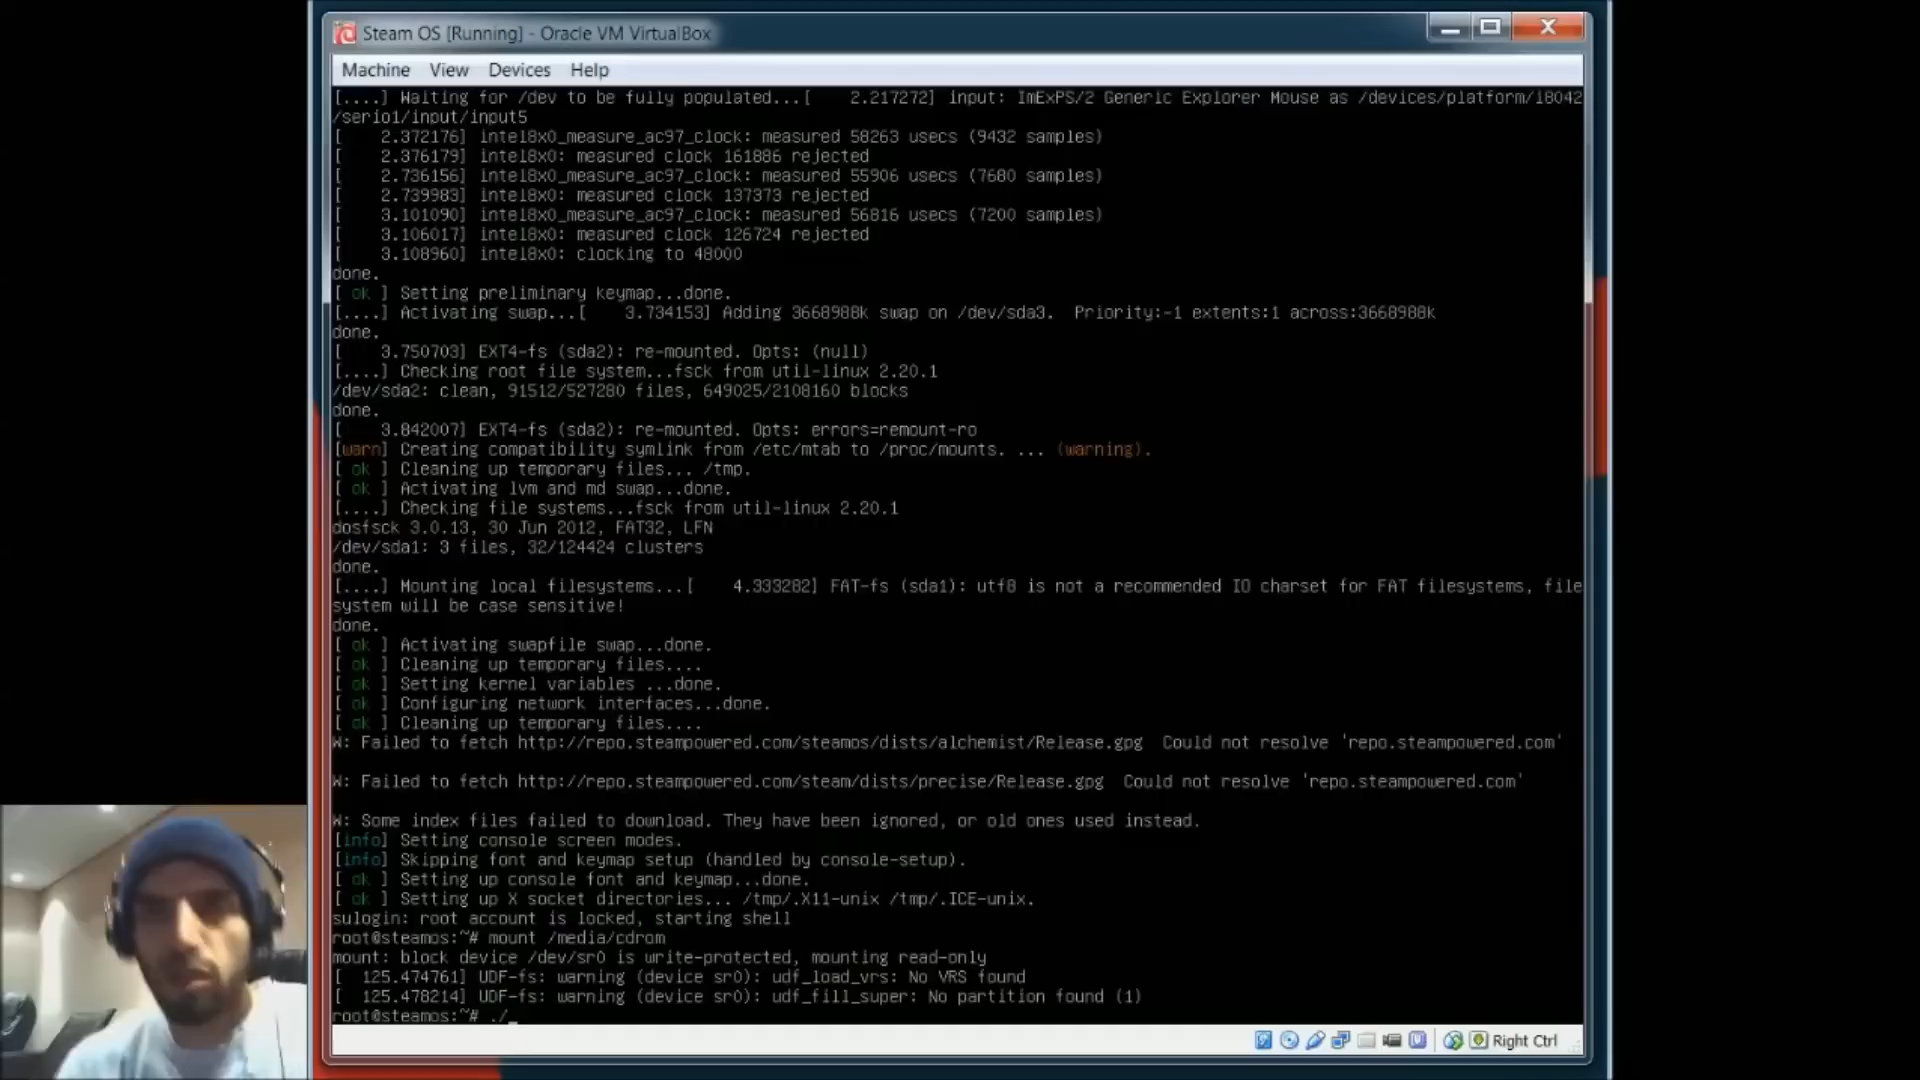 Steam OS [Running] - Oracle VM VirtualBox
Machine View Devices Help
[....] Waiting for /dev to be fully populated...[    2.217272] input: ImExPS/2 Generic Explorer Mouse as /devices/platform/i8042
/serio1/input/input5
[    2.372176] intel8x0_measure_ac97_clock: measured 58263 usecs (9432 samples)
[    2.376179] intel8x0: measured clock 161886 rejected
[    2.736156] intel8x0_measure_ac97_clock: measured 55906 usecs (7680 samples)
[    2.739983] intel8x0: measured clock 137373 rejected
[    3.101090] intel8x0_measure_ac97_clock: measured 56816 usecs (7200 samples)
[    3.106017] intel8x0: measured clock 126724 rejected
[    3.108960] intel8x0: clocking to 48000
done.
[ ok ] Setting preliminary keymap...done.
[....] Activating swap...[    3.734153] Adding 3668988k swap on /dev/sda3.  Priority:-1 extents:1 across:3668988k
done.
[    3.750703] EXT4-fs (sda2): re-mounted. Opts: (null)
[....] Checking root file system...fsck from util-linux 2.20.1
/dev/sda2: clean, 91512/527280 files, 649025/2108160 blocks
done.
[    3.842007] EXT4-fs (sda2): re-mounted. Opts: errors=remount-ro
[warn] Creating compatibility symlink from /etc/mtab to /proc/mounts. ... (warning).
[ ok ] Cleaning up temporary files... /tmp.
[ ok ] Activating lvm and md swap...done.
[....] Checking file systems...fsck from util-linux 2.20.1
dosfsck 3.0.13, 30 Jun 2012, FAT32, LFN
/dev/sda1: 3 files, 32/124424 clusters
done.
[....] Mounting local filesystems...[    4.333282] FAT-fs (sda1): utf8 is not a recommended IO charset for FAT filesystems, file
system will be case sensitive!
done.
[ ok ] Activating swapfile swap...done.
[ ok ] Cleaning up temporary files....
[ ok ] Setting kernel variables ...done.
[ ok ] Configuring network interfaces...done.
[ ok ] Cleaning up temporary files....
W: Failed to fetch http://repo.steampowered.com/steamos/dists/alchemist/Release.gpg  Could not resolve 'repo.steampowered.com'
W: Failed to fetch http://repo.steampowered.com/steam/dists/precise/Release.gpg  Could not resolve 'repo.steampowered.com'
W: Some index files failed to download. They have been ignored, or old ones used instead.
[info] Setting console screen modes.
[info] Skipping font and keymap setup (handled by console-setup).
[ ok ] Setting up console font and keymap...done.
[ ok ] Setting up X socket directories... /tmp/.X11-unix /tmp/.ICE-unix.
sulogin: root account is locked, starting shell
root@steamos:~# mount /media/cdrom
mount: block device /dev/sr0 is write-protected, mounting read-only
[  125.474761] UDF-fs: warning (device sr0): udf_load_vrs: No VRS found
[  125.478214] UDF-fs: warning (device sr0): udf_fill_super: No partition found (1)
root@steamos:~# ./_
Right Ctrl